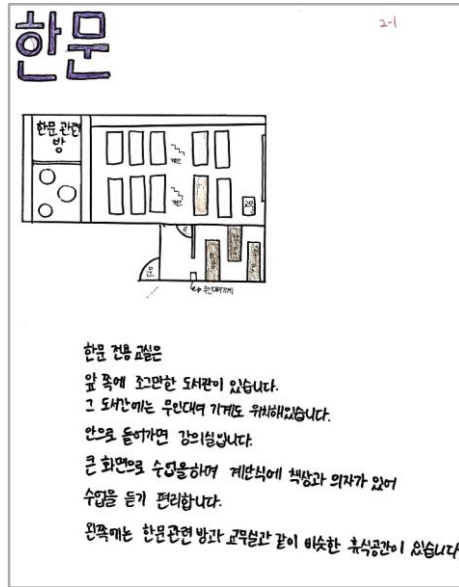 한문
2-1
한문 관련
방
계단
계단
문
무인대여기계
한문 전용 교실은
앞 쪽에 조그만한 도서관이 있습니다.
그 도서관에는 무인대여 기계도 위치해있습니다.
안으로 들어가면 강의실입니다.
큰 화면으로 수업을하며 계단식에 책상과 의자가 있어
수업을 듣기 편리합니다.
왼쪽에는 한문관련 방과 교무실과 같이 비슷한 휴식공간이 있습니다